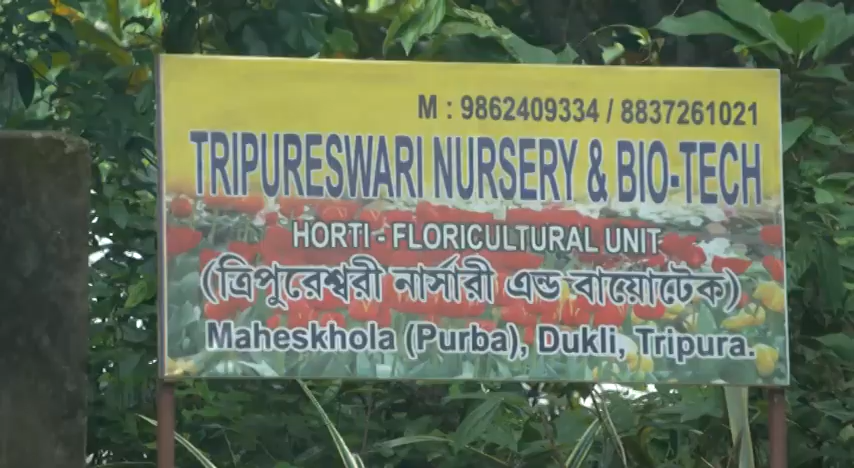 M : 9862409334 / 8837261021
TRIPURESWARI NURSERY & BIO-TECH
HORTI - FLORICULTURAL UNIT
(ত্রিপুরেশ্বরী নার্সারী এন্ড বায়োটেক)
Maheskhola (Purba), Dukli, Tripura.